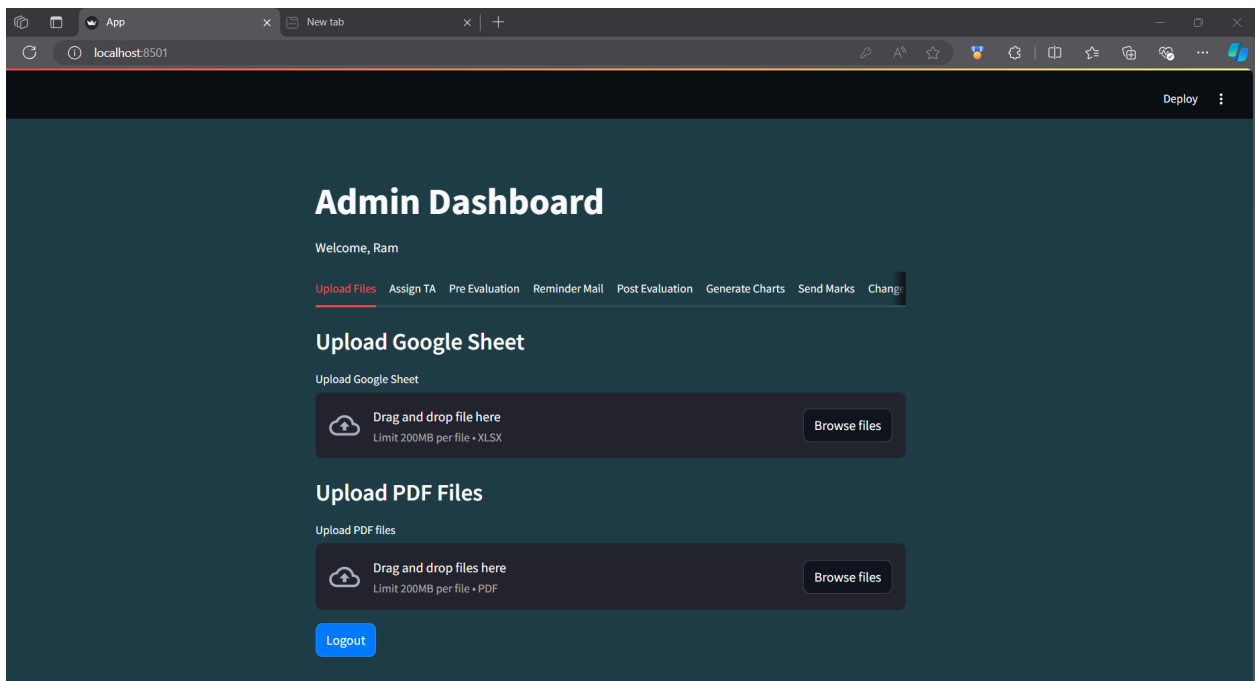 App
New tab
localhost:8501
Deploy
Admin Dashboard
Welcome, Ram
Upload Files Assign TA Pre Evaluation Reminder Mail Post Evaluation Generate Charts Send Marks Change
Upload Google Sheet
Upload Google Sheet
Drag and drop file here
Limit 200MB per file • XLSX
Browse files
Upload PDF Files
Upload PDF files
Drag and drop files here
Limit 200MB per file • PDF
Browse files
Logout